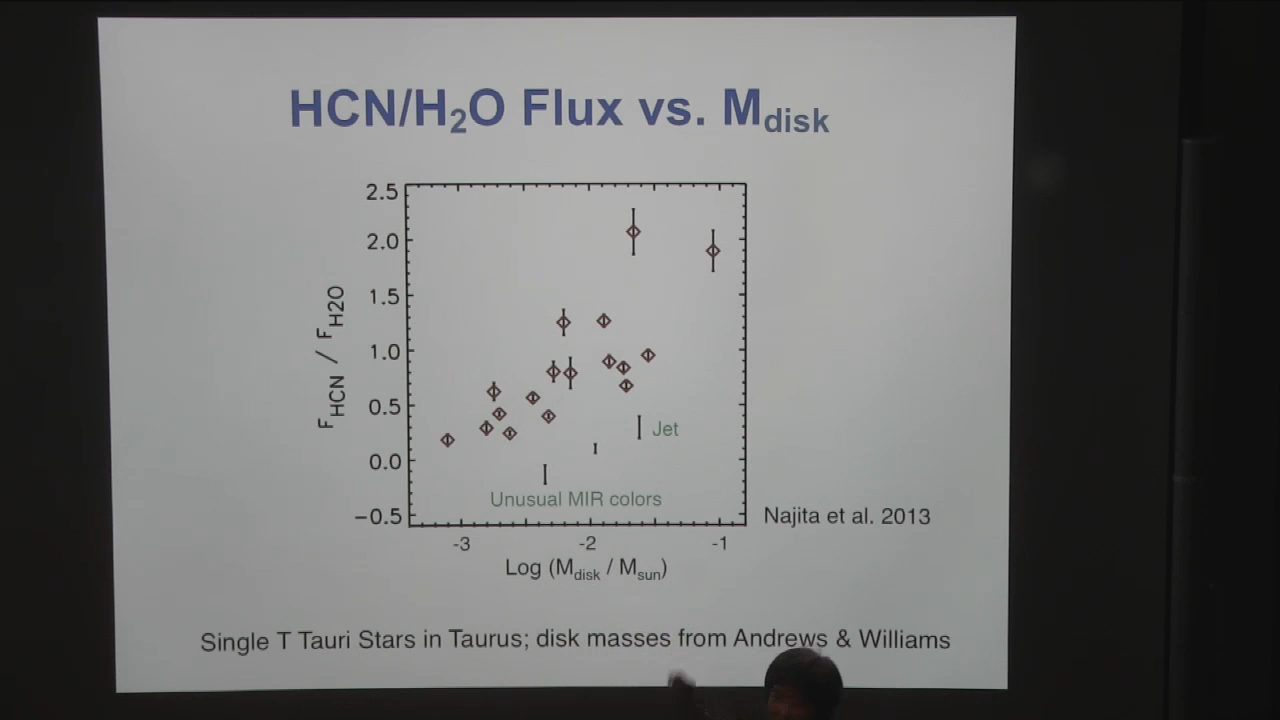 HCN/H₂O Flux vs. M_disk
2.5
2.0
1.5
1.0
0.5
0.0
−0.5
F_HCN / F_H2O
Jet
Unusual MIR colors
-3 -2 -1
Log (M_disk / M_sun)
Najita et al. 2013
Single T Tauri Stars in Taurus; disk masses from Andrews & Williams